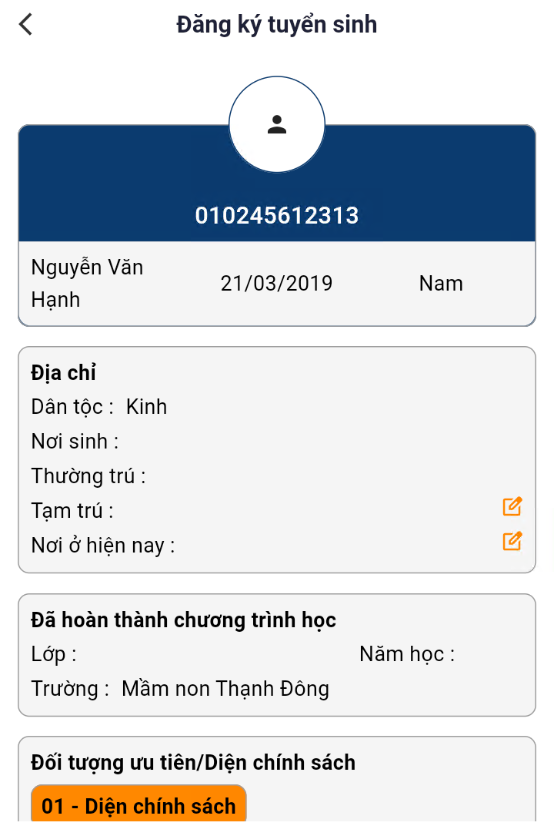 Đăng ký tuyển sinh
010245612313
Nguyễn Văn
Hạnh
21/03/2019
Nam
Địa chỉ
Dân tộc : Kinh
Nơi sinh :
Thường trú :
Tạm trú :
Nơi ở hiện nay :
Đã hoàn thành chương trình học
Lớp : Năm học :
Trường : Mầm non Thạnh Đông
Đối tượng ưu tiên/Diện chính sách
01 - Diện chính sách